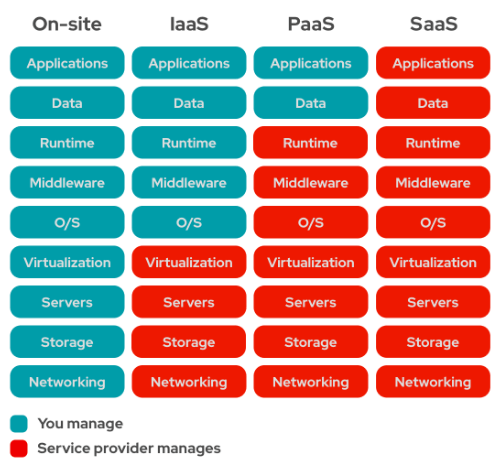 On-site IaaS PaaS SaaS
Applications Applications Applications Applications
Data Data Data Data
Runtime Runtime Runtime Runtime
Middleware Middleware Middleware Middleware
O/S O/S O/S O/S
Virtualization Virtualization Virtualization Virtualization
Servers Servers Servers Servers
Storage Storage Storage Storage
Networking Networking Networking Networking
You manage
Service provider manages